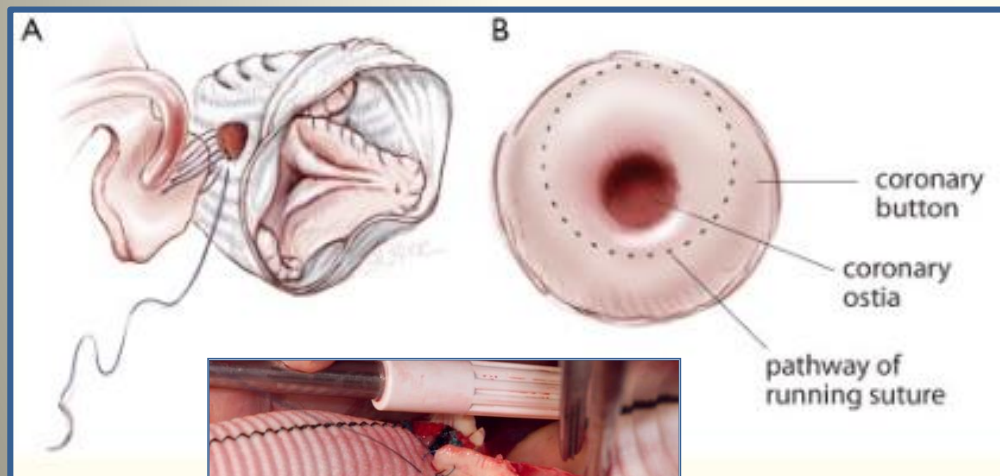 A
B
coronary
button
coronary
ostia
pathway of
running suture